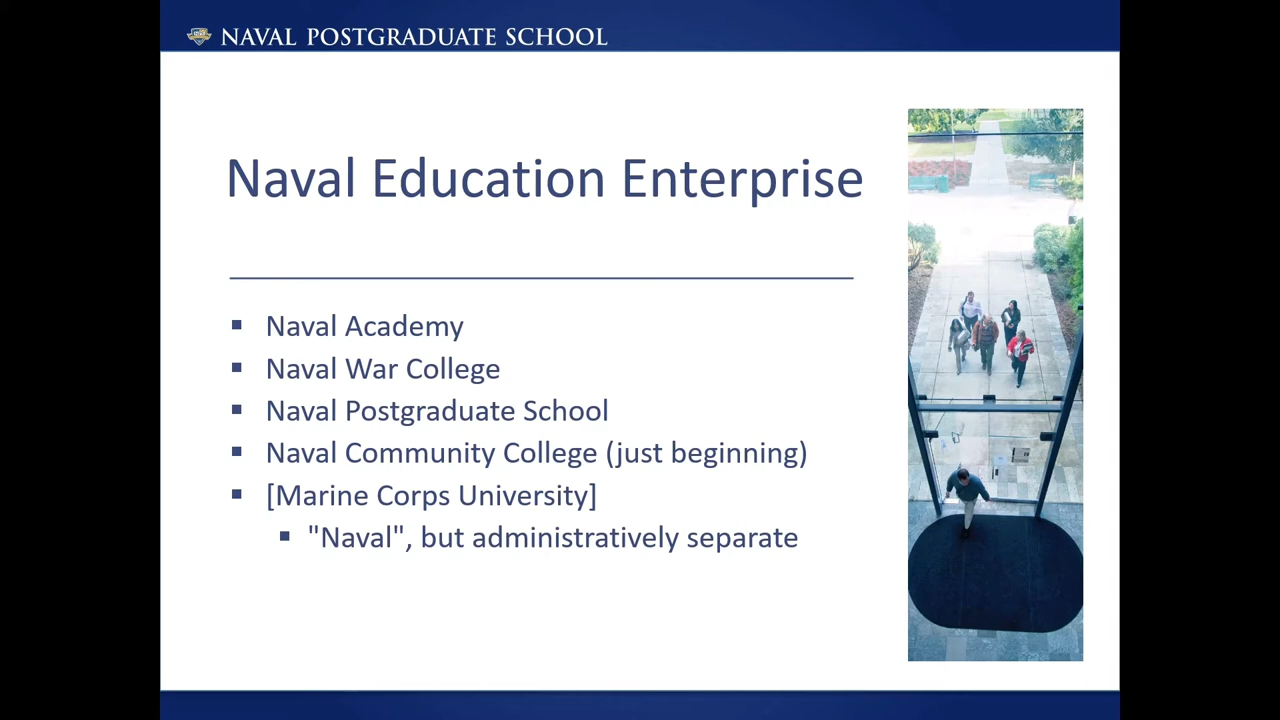 NAVAL POSTGRADUATE SCHOOL
Naval Education Enterprise
▪ Naval Academy
▪ Naval War College
▪ Naval Postgraduate School
▪ Naval Community College (just beginning)
▪ [Marine Corps University]
▪ "Naval", but administratively separate